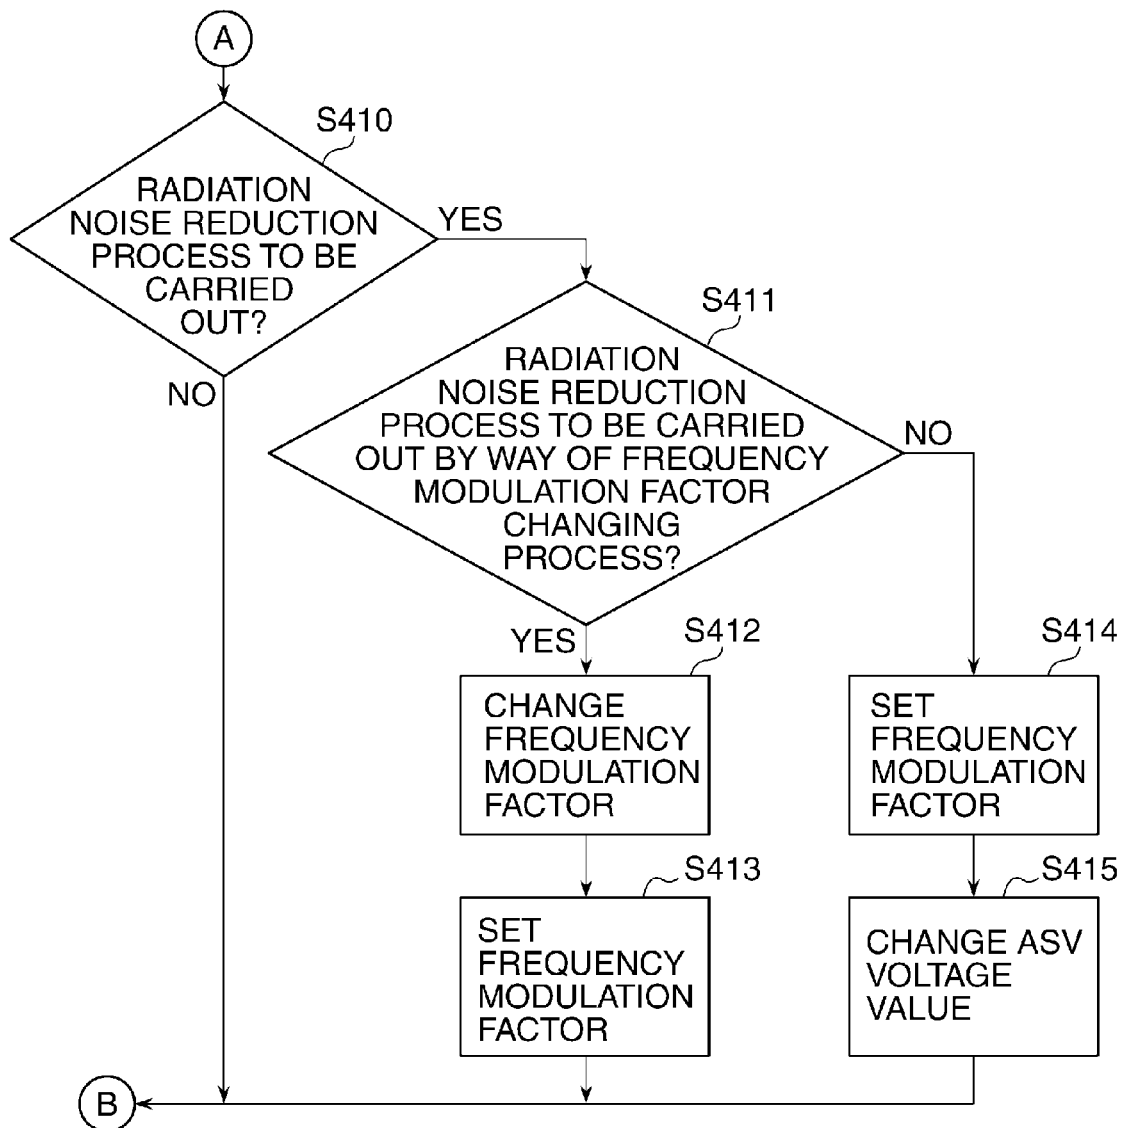 A
S410
RADIATION
NOISE REDUCTION
PROCESS TO BE
CARRIED
OUT?
YES
NO
S411
RADIATION
NOISE REDUCTION
PROCESS TO BE CARRIED
OUT BY WAY OF FREQUENCY
MODULATION FACTOR
CHANGING
PROCESS?
NO
YES
S412
CHANGE
FREQUENCY
MODULATION
FACTOR
S414
SET
FREQUENCY
MODULATION
FACTOR
S413
SET
FREQUENCY
MODULATION
FACTOR
S415
CHANGE ASV
VOLTAGE
VALUE
B